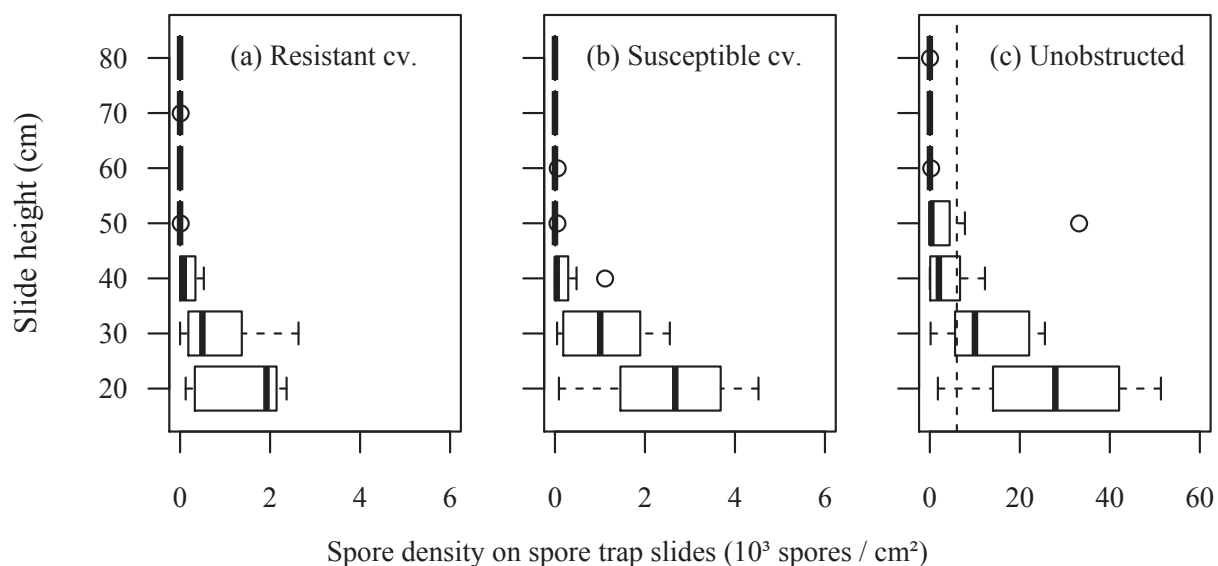 (a) Resistant cv.
(b) Susceptible cv.
(c) Unobstructed
Slide height (cm)
80
70
60
50
40
30
20
0 2 4 6
0 2 4 6
0 20 40 60
Spore density on spore trap slides (10³ spores / cm²)